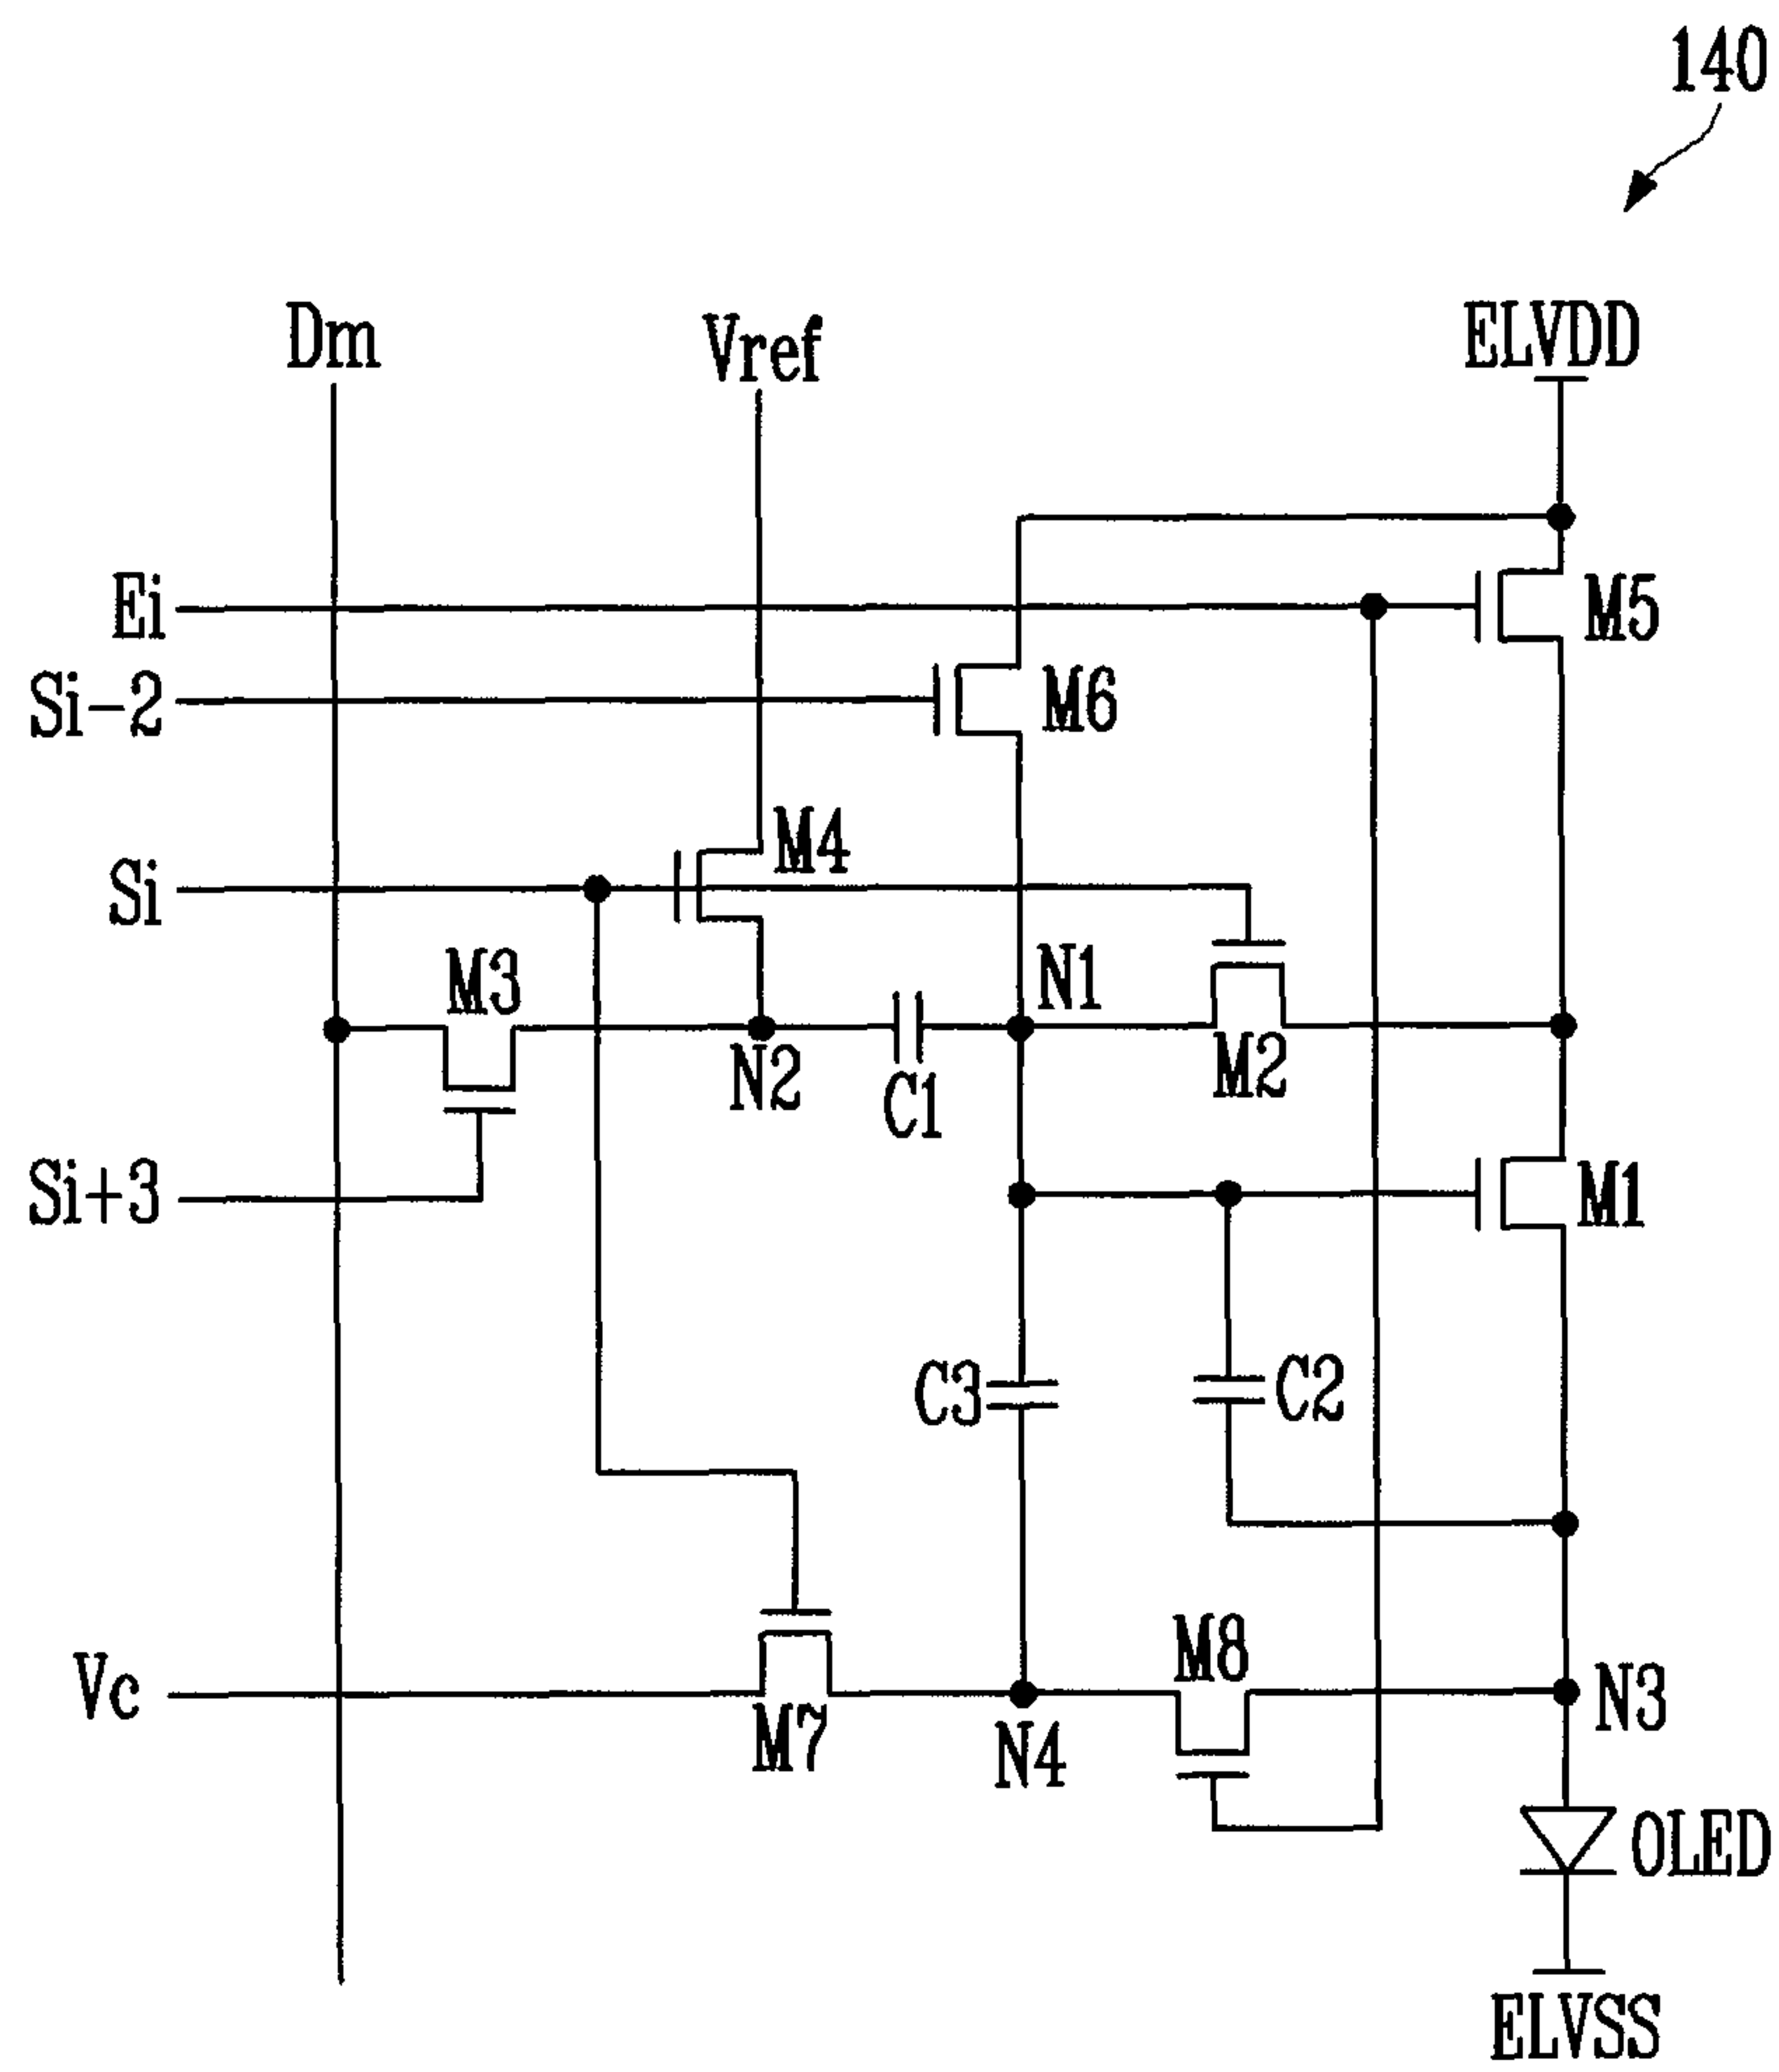 140
Dm
Vref
ELVDD
Ei
M5
Si-2
M6
M4
Si
M3
N1
N2
C1
M2
Si+3
M1
C3
C2
M8
Vc
N3
M7
N4
OLED
ELVSS